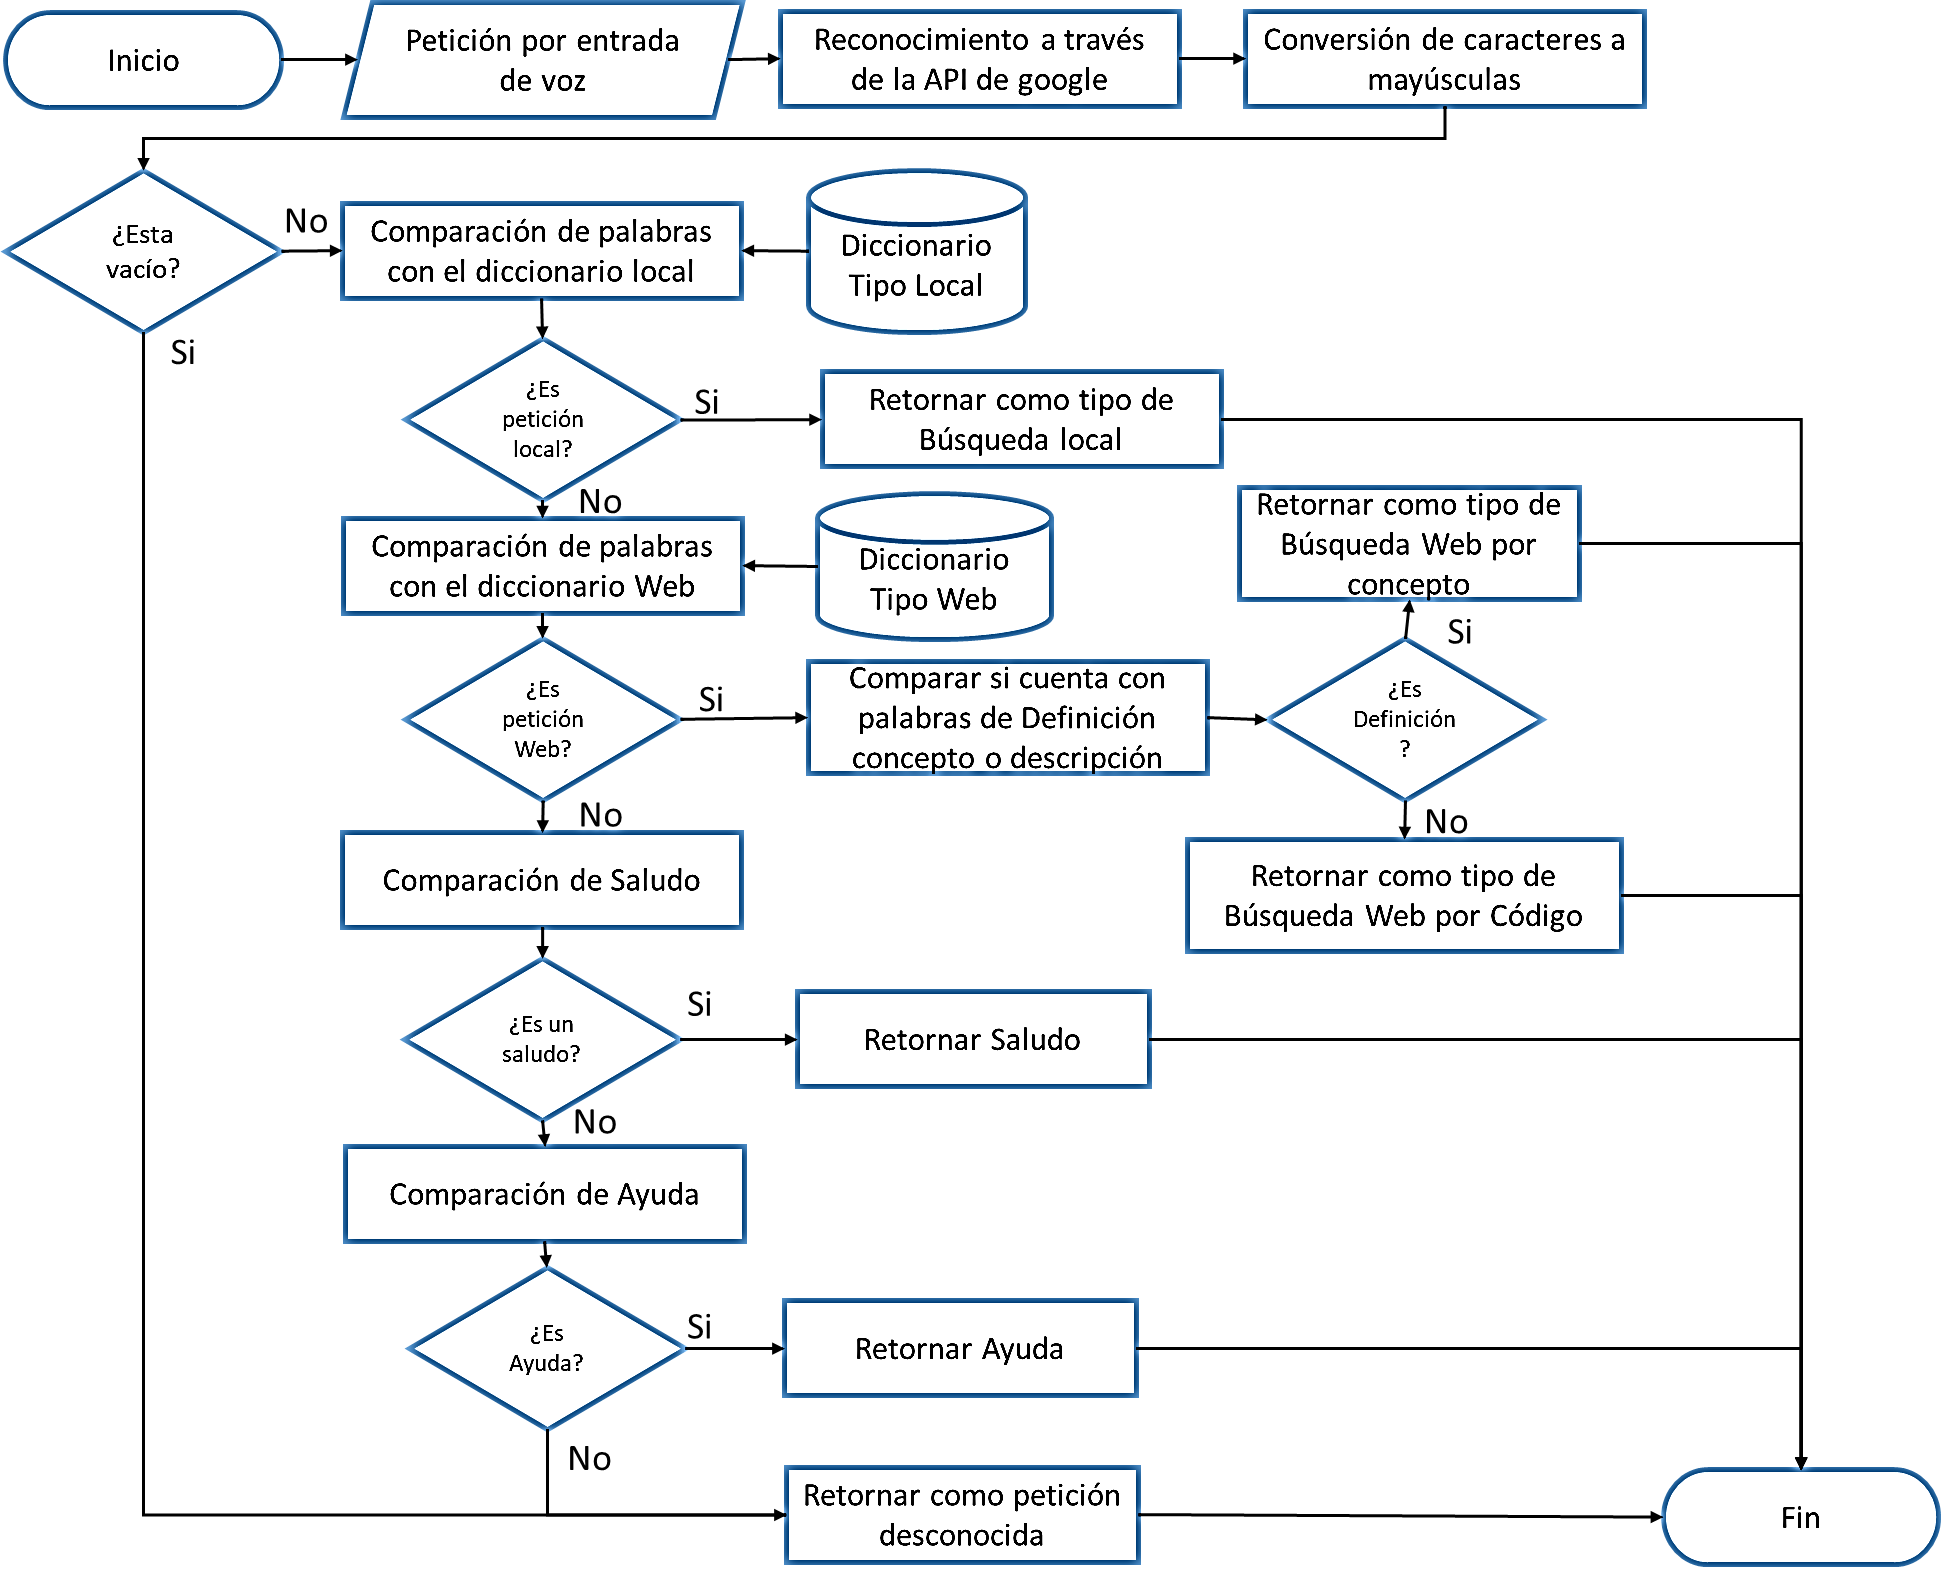 Inicio
Petición por entrada
de voz
Reconocimiento a través
de la API de google
Conversión de caracteres a
mayúsculas
¿Esta
vacío?
No
Si
Comparación de palabras
con el diccionario local
Diccionario
Tipo Local
¿Es
petición
local?
Si
No
Retornar como tipo de
Búsqueda local
Comparación de palabras
con el diccionario Web
Diccionario
Tipo Web
Retornar como tipo de
Búsqueda Web por
concepto
¿Es
petición
Web?
Si
No
Comparar si cuenta con
palabras de Definición
concepto o descripción
¿Es
Definición
?
Si
No
Retornar como tipo de
Búsqueda Web por Código
Comparación de Saludo
¿Es un
saludo?
Si
No
Retornar Saludo
Comparación de Ayuda
¿Es
Ayuda?
Si
No
Retornar Ayuda
Retornar como petición
desconocida
Fin